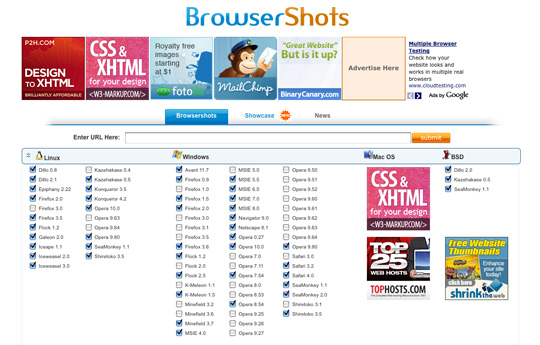 BrowserShots
P2H.COM
DESIGN
TO XHTML
BRILLIANTLY AFFORDABLE
CSS &
XHTML
for your design
<W3-MARKUP.COM/>
Royalty free
images
starting
at $1
MailChimp
"Great Website"
But is it up?
BinaryCanary.com
Advertise Here
Multiple Browser
Testing
Check how your
website looks and
works in multiple real
browsers
www.cloudtesting.com
Ads by Google
Browsershots
Showcase
News
Enter URL Here:
submit
Linux
Dillo 0.8
Dillo 2.1
Epiphany 2.22
Firefox 2.0
Firefox 3.0
Firefox 3.5
Flock 1.2
Galeon 2.0
Iceape 1.1
Iceweasel 2.0
Iceweasel 3.0
Kazehakase 0.4
Kazehakase 0.5
Konqueror 3.5
Konqueror 4.2
Opera 10.0
Opera 9.63
Opera 9.64
Opera 9.80
SeaMonkey 1.1
Shiretoko 3.5
Windows
Avant 11.7
Firefox 0.9
Firefox 1.0
Firefox 1.5
Firefox 2.0
Firefox 3.0
Firefox 3.1
Firefox 3.5
Firefox 3.6
Flock 1.2
Flock 2.0
Flock 2.5
K-Meleon 1.1
K-Meleon 1.5
Minefield 3.2
Minefield 3.6
Minefield 3.7
MSIE 4.0
MSIE 5.0
MSIE 5.5
MSIE 6.0
MSIE 7.0
MSIE 8.0
Navigator 9.0
Netscape 8.1
Opera 0.27
Opera 10.0
Opera 2.0
Opera 7.11
Opera 7.54
Opera 8.0
Opera 8.53
Opera 8.54
Opera 9.25
Opera 9.26
Opera 9.27
Opera 9.51
Opera 9.50
Opera 9.52
Opera 9.60
Opera 9.61
Opera 9.62
Opera 9.63
Opera 9.64
Opera 9.80
Safari 3.0
Safari 3.2
Safari 4.0
SeaMonkey 1.1
SeaMonkey 2.0
Shiretoko 3.1
Shiretoko 3.5
Mac OS
CSS &
XHTML
for your design
<W3-MARKUP.COM/>
TOP
25
WEB HOSTS
TOPHOSTS.COM
BSD
Dillo 2.0
Kazehakase 0.5
SeaMonkey 1.1
Free Website
Thumbnails
Enhance
your site
today!
click here
shrinktheweb